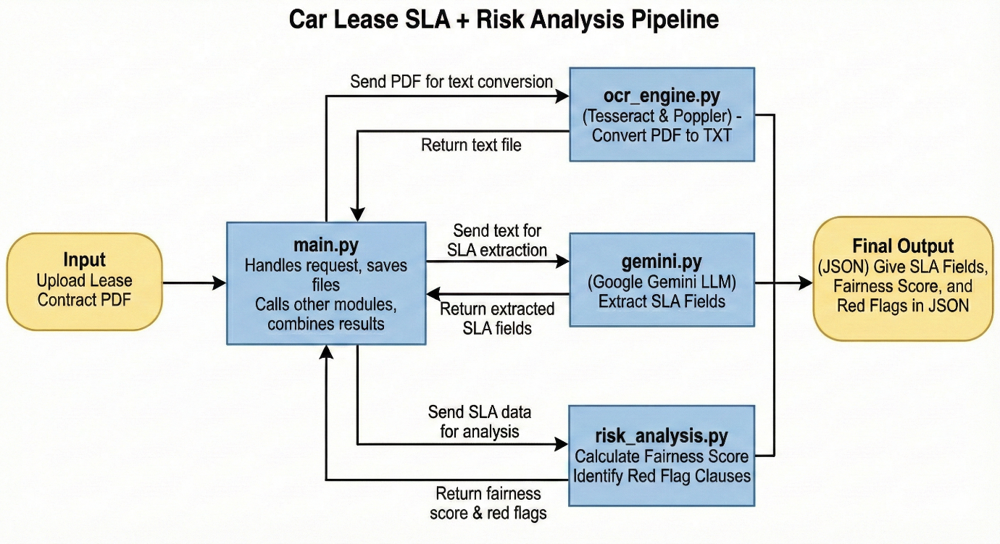 Car Lease SLA + Risk Analysis Pipeline
Send PDF for text conversion
ocr_engine.py
(Tesseract & Poppler) -
Convert PDF to TXT
Return text file
Input
Upload Lease
Contract PDF
main.py
Handles request, saves
files
Calls other modules,
combines results
Send text for
SLA extraction
Return extracted
SLA fields
gemini.py
(Google Gemini LLM)
Extract SLA Fields
Final Output
(JSON) Give SLA Fields,
Fairness Score, and
Red Flags in JSON
Send SLA data
for analysis
risk_analysis.py
Calculate Fairness Score
Identify Red Flag Clauses
Return fairness
score & red flags